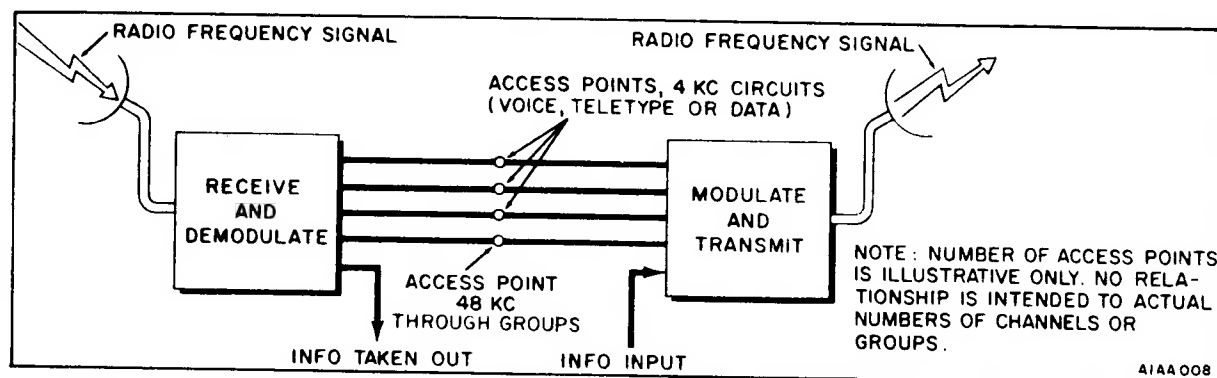 RADIO FREQUENCY SIGNAL
RADIO FREQUENCY SIGNAL
ACCESS POINTS, 4 KC CIRCUITS
(VOICE, TELETYPE OR DATA)
RECEIVE
AND
DEMODULATE
MODULATE
AND
TRANSMIT
ACCESS POINT
48 KC
THROUGH GROUPS
INFO TAKEN OUT
INFO INPUT
NOTE: NUMBER OF ACCESS POINTS
IS ILLUSTRATIVE ONLY. NO RELA-
TIONSHIP IS INTENDED TO ACTUAL
NUMBERS OF CHANNELS OR
GROUPS.
A1AA008